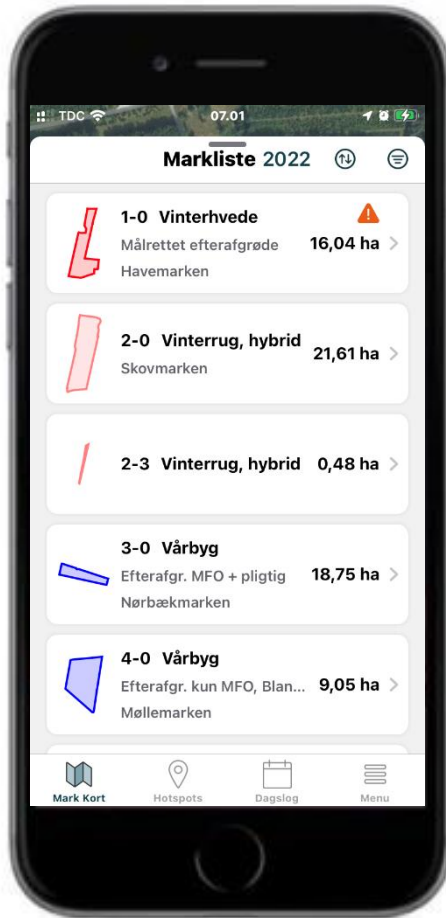 TDC
07.01
Markliste 2022
1-0 Vinterhvede
Målrettet efterafgrøde
16,04 ha
Havemarken
2-0 Vinterrug, hybrid
21,61 ha
Skovmarken
2-3 Vinterrug, hybrid 0,48 ha
3-0 Vårbyg
Efterafgr. MFO + pligtig
18,75 ha
Nørbækmarken
4-0 Vårbyg
Efterafgr. kun MFO, Blan...
9,05 ha
Møllemarken
Mark Kort
Hotspots
Dagslog
Menu